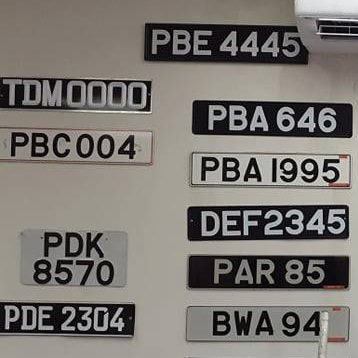 PBE 4445
TDM0000
PBA 646
PBC004
PBA 1995
DEF2345
PDK
8570
PAR 85
PDE 2304
BWA 94